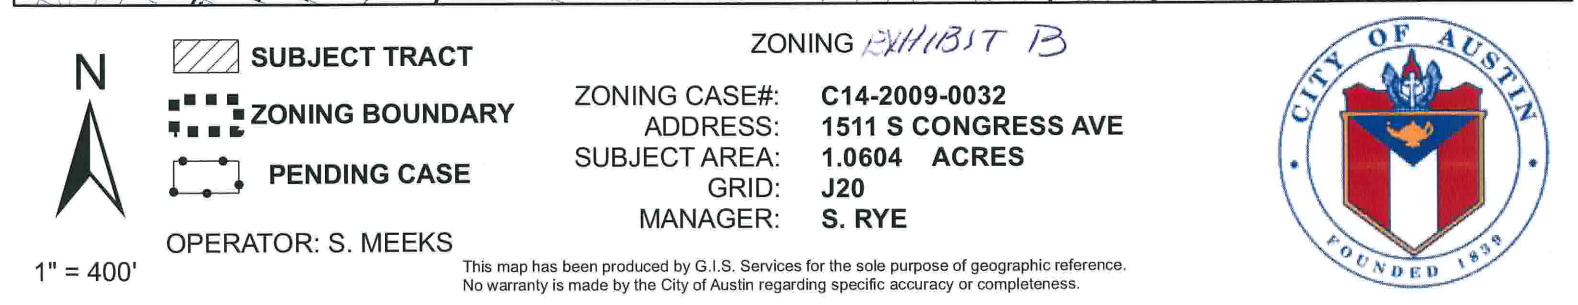 ZONING EXHIBIT B
N
SUBJECT TRACT
ZONING BOUNDARY
PENDING CASE
OPERATOR: S. MEEKS
1" = 400'
ZONING CASE#: C14-2009-0032
ADDRESS: 1511 S CONGRESS AVE
SUBJECT AREA: 1.0604 ACRES
GRID: J20
MANAGER: S. RYE
This map has been produced by G.I.S. Services for the sole purpose of geographic reference.
No warranty is made by the City of Austin regarding specific accuracy or completeness.
CITY OF AUSTIN
FOUNDED 1839